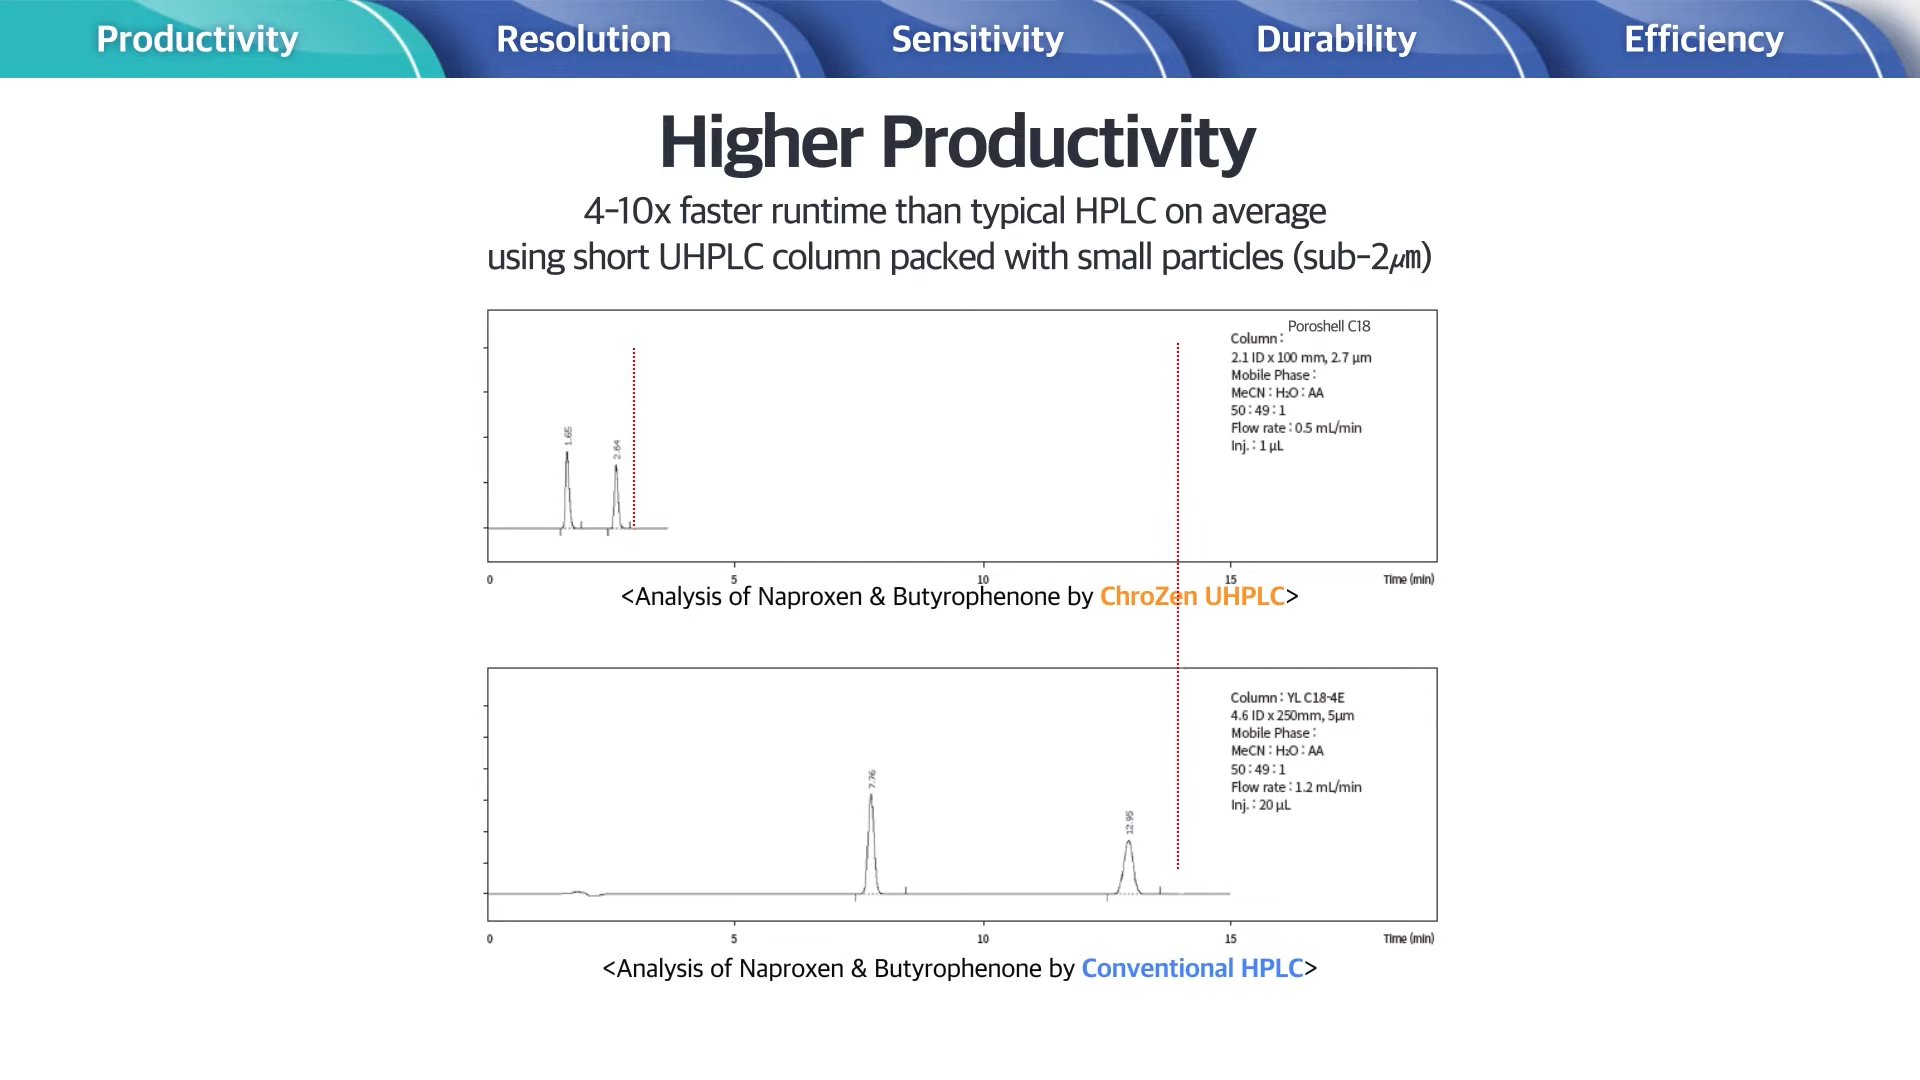 Productivity
Resolution
Sensitivity
Durability
Efficiency
Higher Productivity
4-10x faster runtime than typical HPLC on average
using short UHPLC column packed with small particles (sub-2㎛)
Poroshell C18
Column :
2.1 ID x 100 mm, 2.7 µm
Mobile Phase :
MeCN : H₂O : AA
50 : 49 : 1
Flow rate : 0.5 mL/min
Inj. : 1 µL
1.65
2.64
0 5 10 15 Time (min)
<Analysis of Naproxen & Butyrophenone by ChroZen UHPLC>
Column : YL C18-4E
4.6 ID x 250mm, 5µm
Mobile Phase :
MeCN : H₂O : AA
50 : 49 : 1
Flow rate : 1.2 mL/min
Inj. : 20 µL
7.76
12.95
0 5 10 15 Time (min)
<Analysis of Naproxen & Butyrophenone by Conventional HPLC>